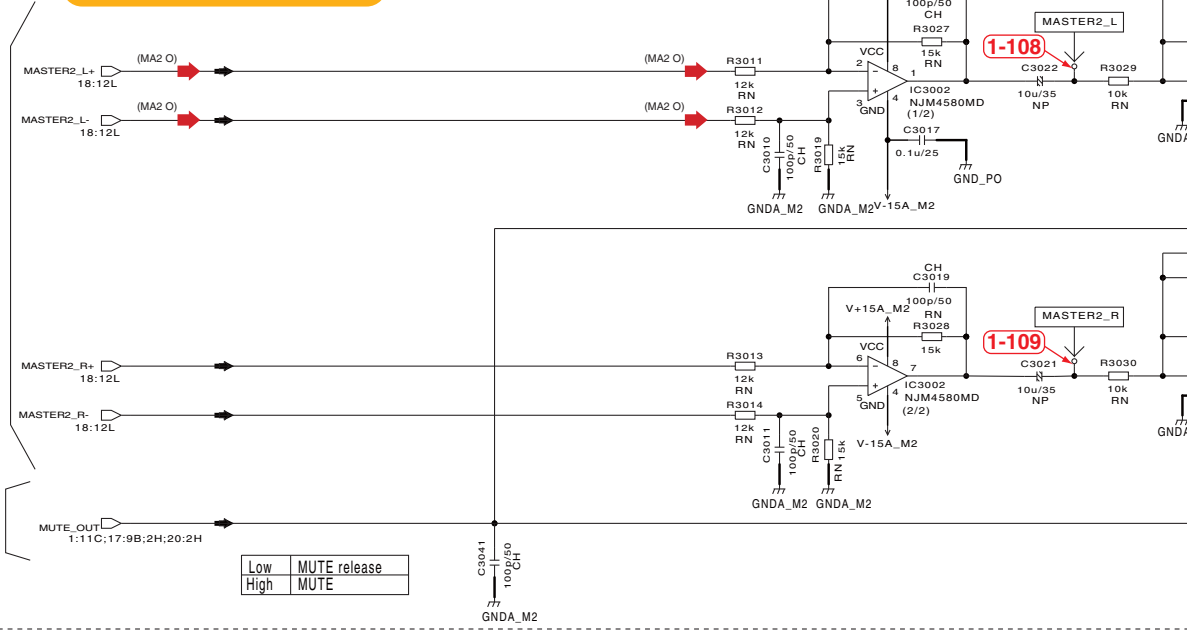 100p/50
CH
R3027
15k
RN
MASTER2_L
1-108
(MA2 O)
(MA2 O)
VCC
MASTER2_L+
18:12L
R3011
12k
RN
2
8
1
IC3002
NJM4580MD
(1/2)
C3022
10u/35
NP
R3029
10k
RN
(MA2 O)
(MA2 O)
MASTER2_L-
18:12L
R3012
12k
RN
3
GND
4
C3017
0.1u/25
GND_PO
C3010
100p/50
CH
R3019
15k
RN
GNDA_M2
GNDA_M2
V-15A_M2
GNDA
CH
C3019
100p/50
V+15A_M2
RN
R3028
15k
MASTER2_R
1-109
VCC
MASTER2_R+
18:12L
R3013
12k
RN
6
8
7
IC3002
NJM4580MD
(2/2)
C3021
10u/35
NP
R3030
10k
RN
MASTER2_R-
18:12L
R3014
12k
RN
5
GND
4
V-15A_M2
C3011
100p/50
CH
R3020
RN
15k
GNDA_M2
GNDA_M2
GNDA
MUTE_OUT
1:11C;17:9B;2H;20:2H
C3041
100p/50
CH
GNDA_M2
Low MUTE release
High MUTE